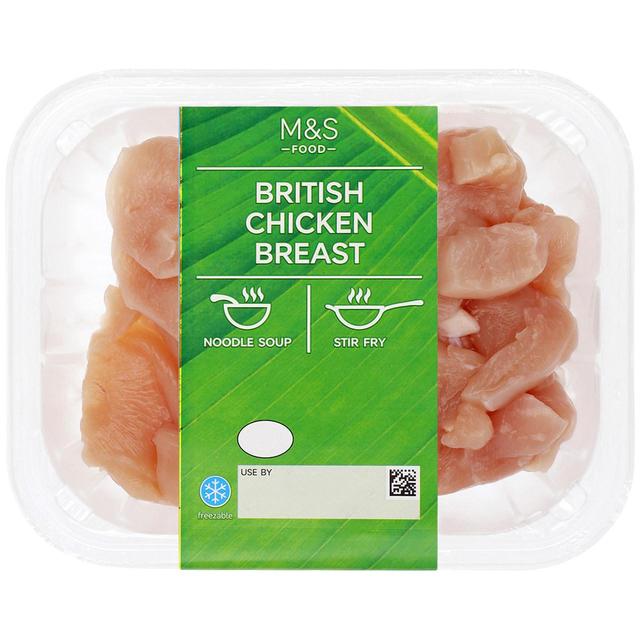 M&S
—FOOD—
BRITISH
CHICKEN
BREAST
NOODLE SOUP
STIR FRY
USE BY
freezable